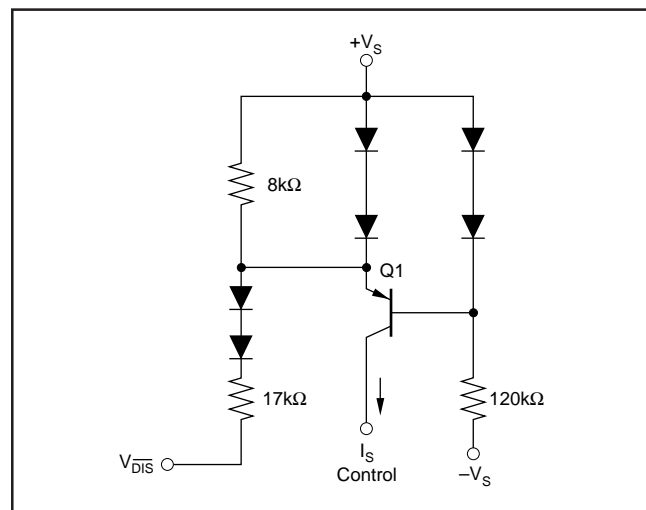 +VS
8kΩ
Q1
17kΩ
120kΩ
VDIS
IS
Control
–VS